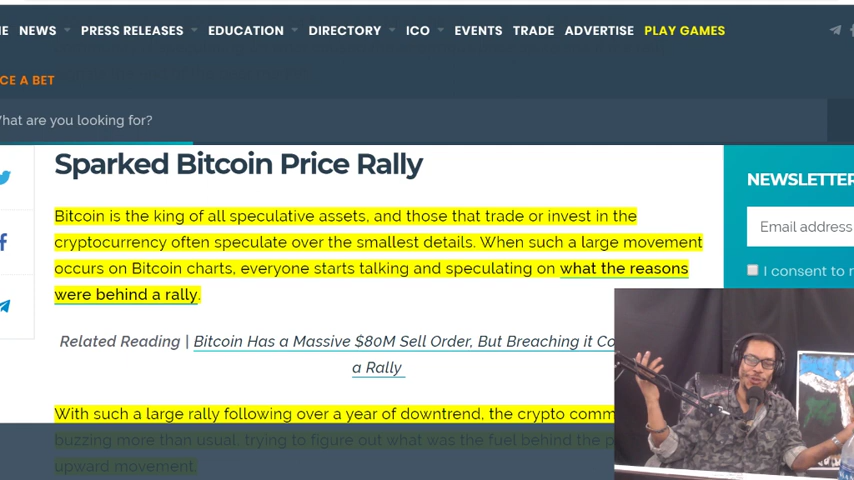 NEWS PRESS RELEASES EDUCATION DIRECTORY ICO EVENTS TRADE ADVERTISE PLAY GAMES
CE A BET
hat are you looking for?
Sparked Bitcoin Price Rally
NEWSLETTER
Bitcoin is the king of all speculative assets, and those that trade or invest in the
Email address
cryptocurrency often speculate over the smallest details. When such a large movement
occurs on Bitcoin charts, everyone starts talking and speculating on what the reasons
I consent to
were behind a rally.
Related Reading | Bitcoin Has a Massive $80M Sell Order, But Breaching it Co
a Rally
With such a large rally following over a year of downtrend, the crypto comm
buzzing more than usual, trying to figure out what was the fuel behind the p
upward movement.